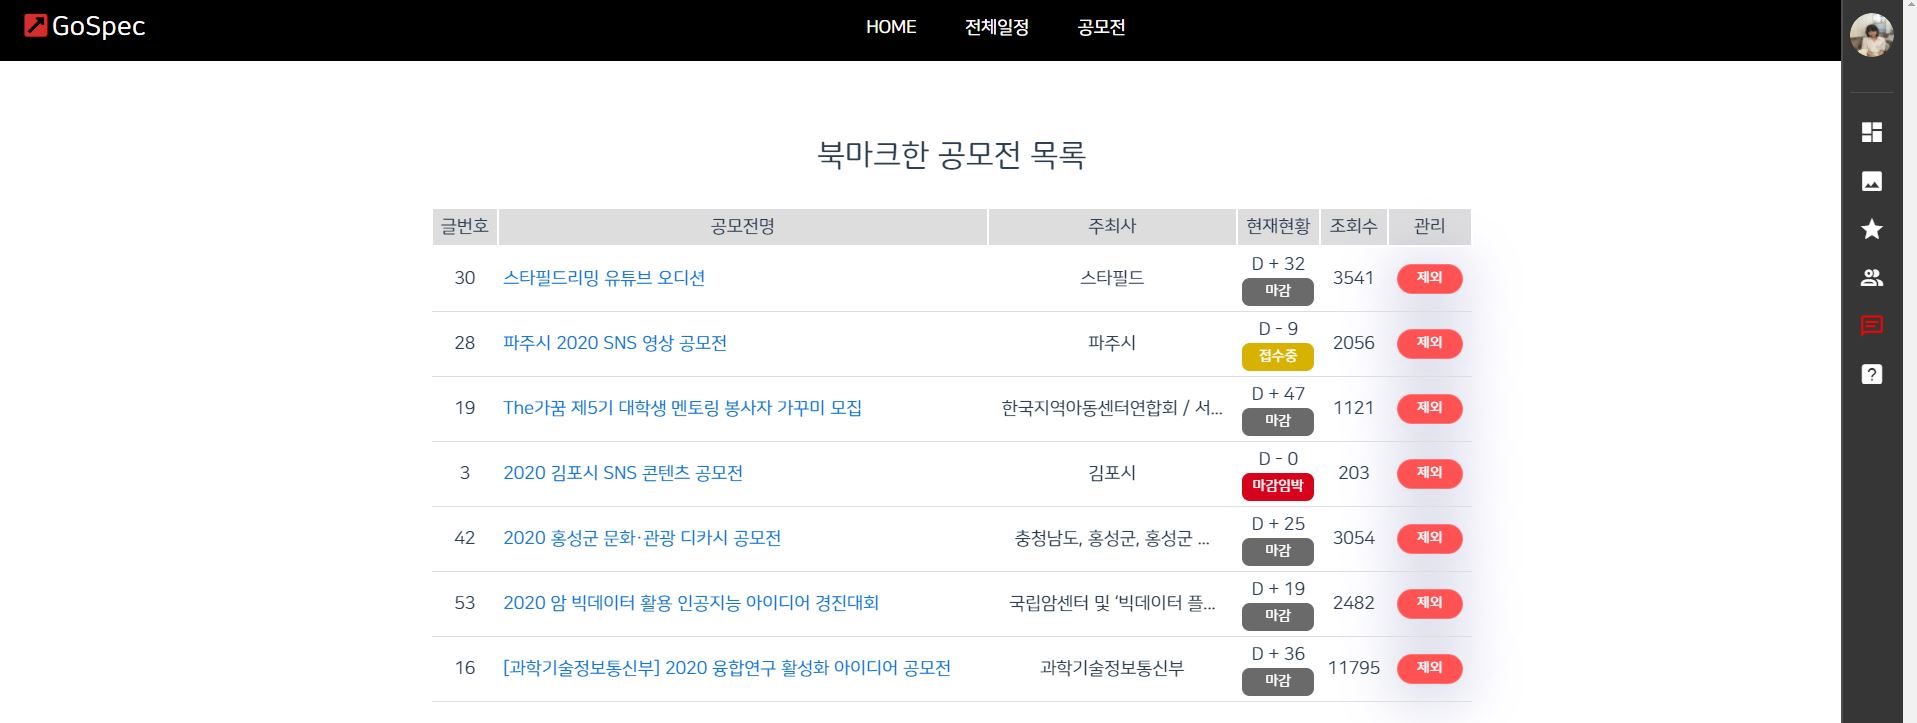 GoSpec HOME 전체일정 공모전
북마크한 공모전 목록
글번호 공모전명 주최사 현재현황 조회수 관리
30 스타필드리밍 유튜브 오디션 스타필드 D + 32 마감 3541 제외
28 파주시 2020 SNS 영상 공모전 파주시 D - 9 접수중 2056 제외
19 The가꿈 제5기 대학생 멘토링 봉사자 가꾸미 모집 한국지역아동센터연합회 / 서... D + 47 마감 1121 제외
3 2020 김포시 SNS 콘텐츠 공모전 김포시 D - 0 마감임박 203 제외
42 2020 홍성군 문화·관광 디카시 공모전 충청남도, 홍성군, 홍성군 ... D + 25 마감 3054 제외
53 2020 암 빅데이터 활용 인공지능 아이디어 경진대회 국립암센터 및 ‘빅데이터 플... D + 19 마감 2482 제외
16 [과학기술정보통신부] 2020 융합연구 활성화 아이디어 공모전 과학기술정보통신부 D + 36 마감 11795 제외